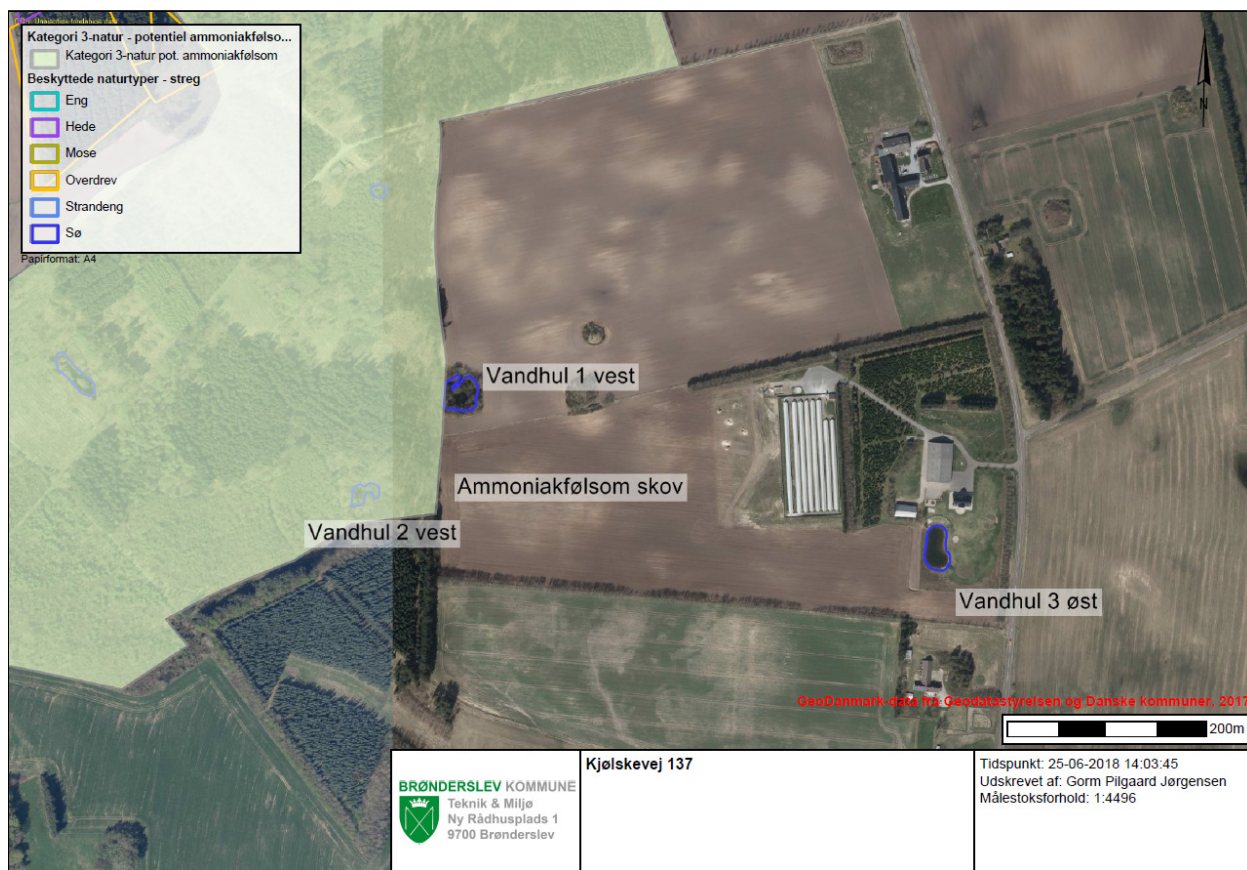 Kategori 3-natur - potentiel ammoniakfølso...
Kategori 3-natur pot. ammoniakfølsom
Beskyttede naturtyper - streg
Eng
Hede
Mose
Overdrev
Strandeng
Sø
Papirformat: A4
N
Vandhul 1 vest
Ammoniakfølsom skov
Vandhul 2 vest
Vandhul 3 øst
GeoDanmark-data fra Geodatastyrelsen og Danske kommuner, 2017
200m
BRØNDERSLEV KOMMUNE
Teknik & Miljø
Ny Rådhusplads 1
9700 Brønderslev
Kjølskevej 137
Tidspunkt: 25-06-2018 14:03:45
Udskrevet af: Gorm Pilgaard Jørgensen
Målestoksforhold: 1:4496